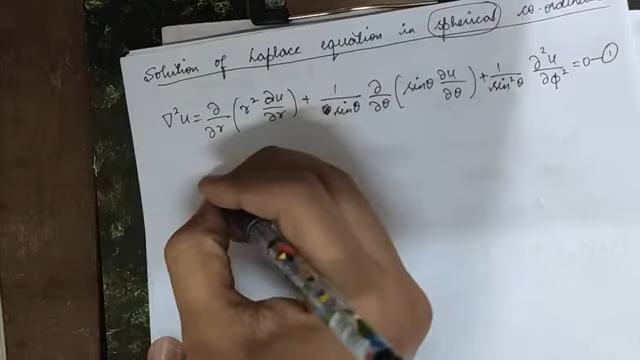 Solution of Laplace equation in spherical co-ordinates
∇²u = ∂/∂r (r² ∂u/∂r) + 1/sinθ ∂/∂θ (sinθ ∂u/∂θ) + 1/sin²θ ∂²u/∂ϕ² = 0 — ①